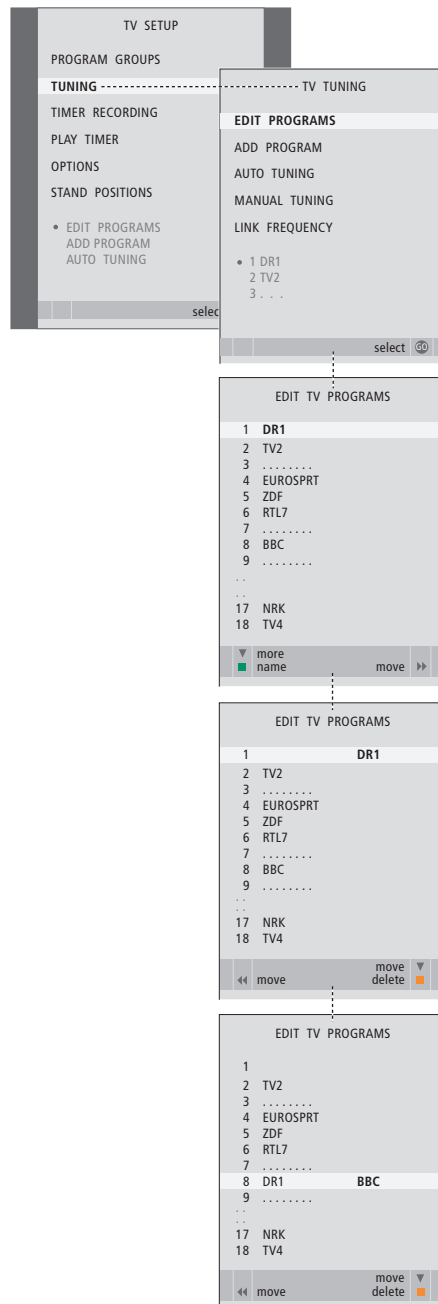 TV SETUP
PROGRAM GROUPS
TUNING
TIMER RECORDING
PLAY TIMER
OPTIONS
STAND POSITIONS
• EDIT PROGRAMS
ADD PROGRAM
AUTO TUNING
selec
TV TUNING
EDIT PROGRAMS
ADD PROGRAM
AUTO TUNING
MANUAL TUNING
LINK FREQUENCY
• 1 DR1
2 TV2
3 . . .
select GO
EDIT TV PROGRAMS
1 DR1
2 TV2
3 ........
4 EUROSPRT
5 ZDF
6 RTL7
7 ........
8 BBC
9 ........
. .
. .
17 NRK
18 TV4
▼ more
■ name move ►►
EDIT TV PROGRAMS
1 DR1
2 TV2
3 ........
4 EUROSPRT
5 ZDF
6 RTL7
7 ........
8 BBC
9 ........
. .
. .
17 NRK
18 TV4
move ▼
◄◄ move delete ■
EDIT TV PROGRAMS
1
2 TV2
3 ........
4 EUROSPRT
5 ZDF
6 RTL7
7 ........
8 DR1 BBC
9 ........
. .
. .
17 NRK
18 TV4
move ▼
◄◄ move delete ■